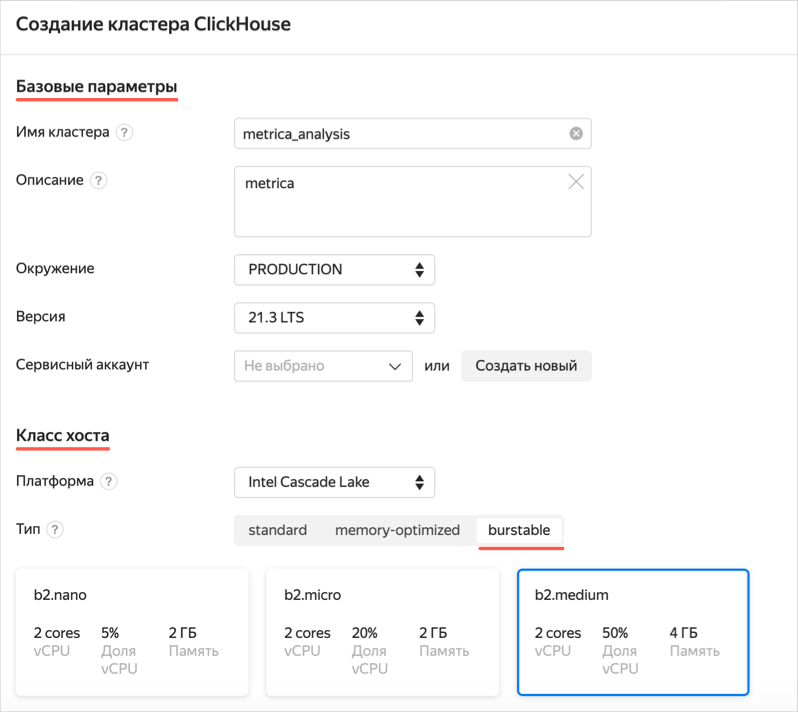 Создание кластера ClickHouse
Базовые параметры
Имя кластера ? metrica_analysis
Описание ? metrica
Окружение PRODUCTION
Версия 21.3 LTS
Сервисный аккаунт Не выбрано или Создать новый
Класс хоста
Платформа ? Intel Cascade Lake
Тип ? standard memory-optimized burstable
b2.nano b2.micro b2.medium
2 cores 5% 2 ГБ 2 cores 20% 2 ГБ 2 cores 50% 4 ГБ
vCPU Доля Память vCPU Доля Память vCPU Доля Память
vCPU vCPU vCPU